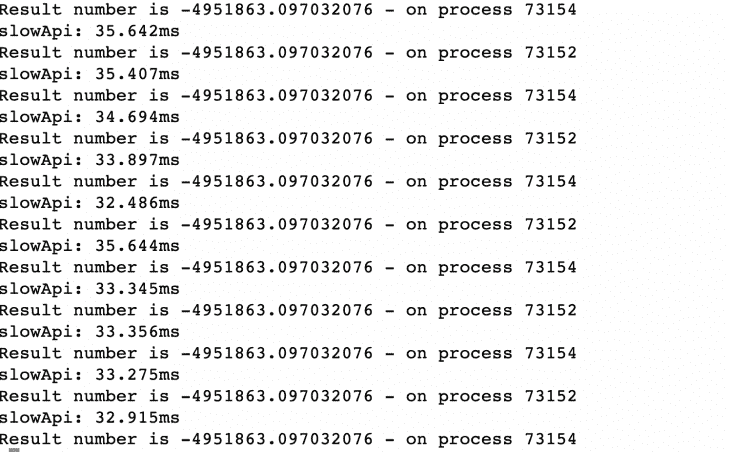 Result number is -4951863.097032076 - on process 73154
slowApi: 35.642ms
Result number is -4951863.097032076 - on process 73152
slowApi: 35.407ms
Result number is -4951863.097032076 - on process 73154
slowApi: 34.694ms
Result number is -4951863.097032076 - on process 73152
slowApi: 33.897ms
Result number is -4951863.097032076 - on process 73154
slowApi: 32.486ms
Result number is -4951863.097032076 - on process 73152
slowApi: 35.644ms
Result number is -4951863.097032076 - on process 73154
slowApi: 33.345ms
Result number is -4951863.097032076 - on process 73152
slowApi: 33.356ms
Result number is -4951863.097032076 - on process 73154
slowApi: 33.275ms
Result number is -4951863.097032076 - on process 73152
slowApi: 32.915ms
Result number is -4951863.097032076 - on process 73154